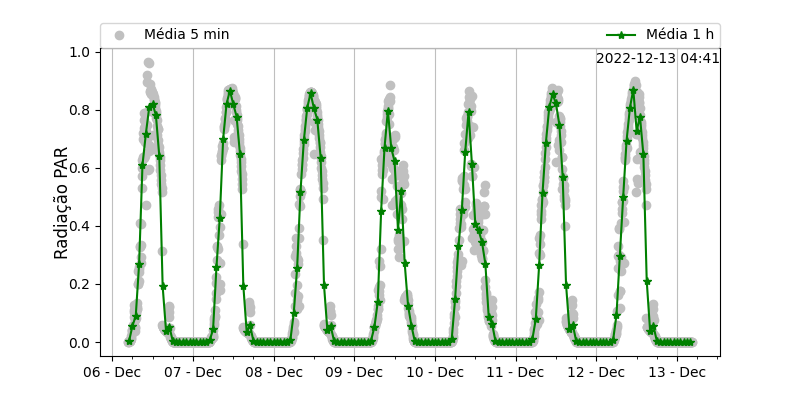 Média 5 min
Média 1 h
2022-12-13 04:41
Radiação PAR
1.0
0.8
0.6
0.4
0.2
0.0
06 - Dec
07 - Dec
08 - Dec
09 - Dec
10 - Dec
11 - Dec
12 - Dec
13 - Dec